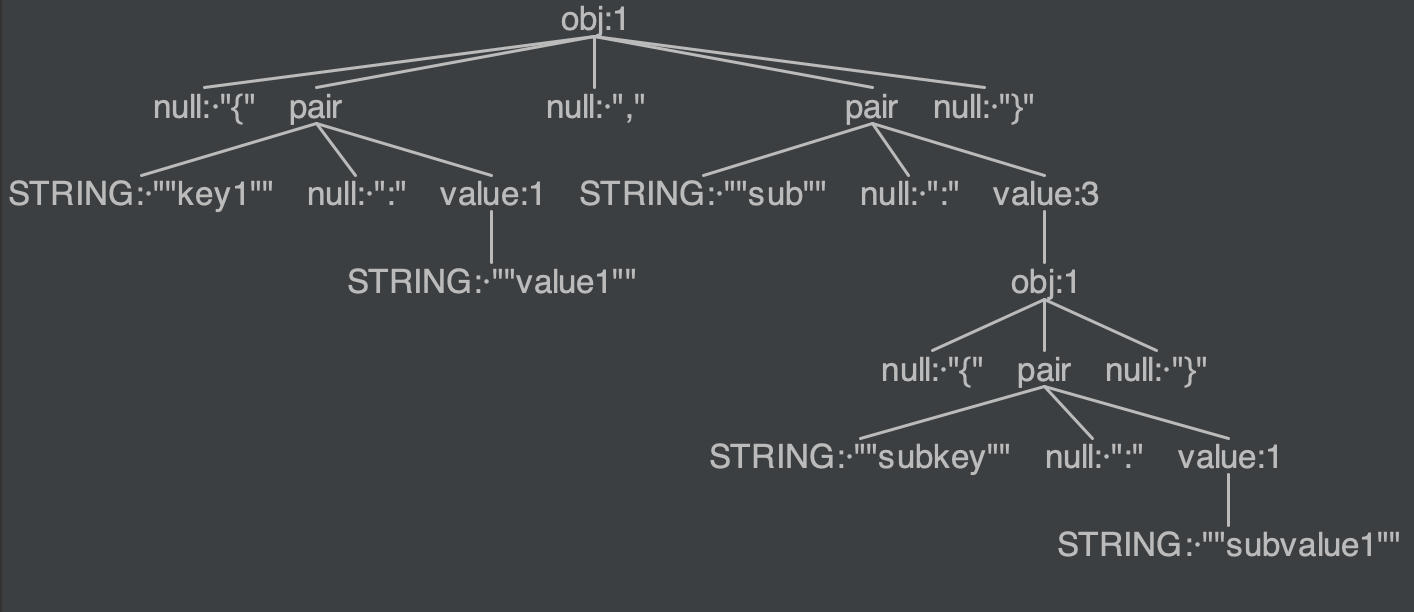 obj:1
null:·"{" pair null:·"," pair null:·"}"
STRING:·""key1"" null:·":" value:1 STRING:·""sub"" null:·":" value:3
STRING:·""value1"" obj:1
null:·"{" pair null:·"}"
STRING:·""subkey"" null:·":" value:1
STRING:·""subvalue1""